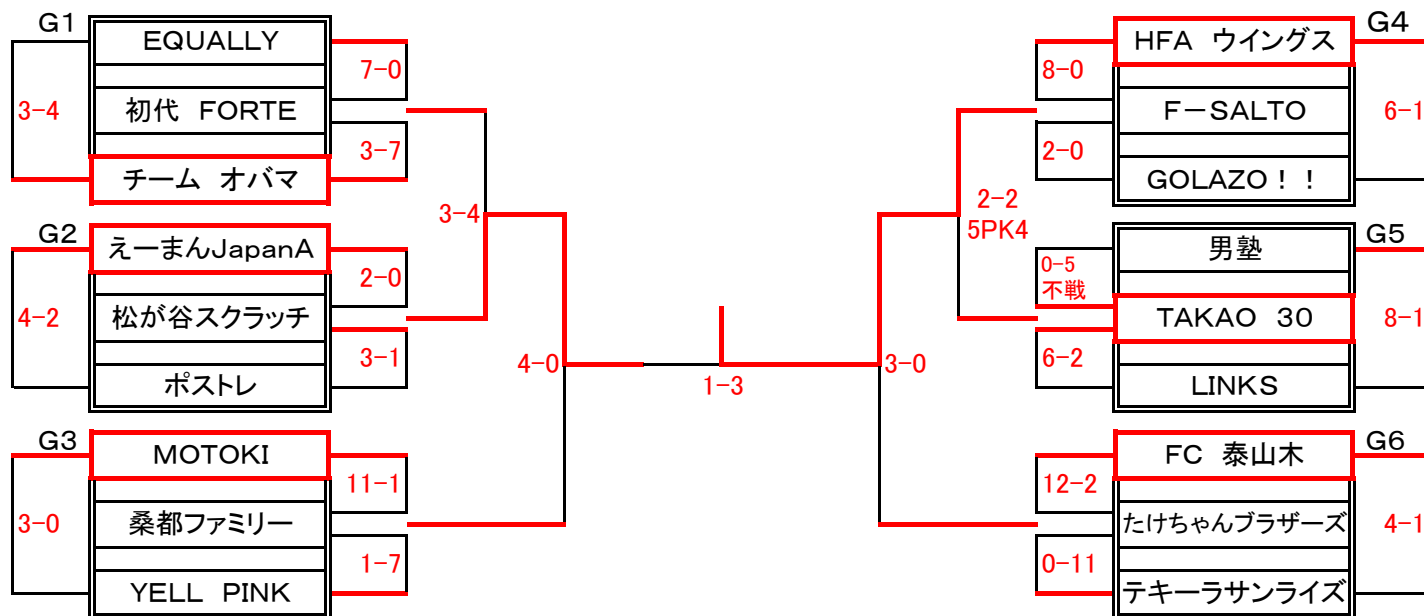 G1
EQUALLY
7-0
3-4
初代 FORTE
3-7
チーム オバマ
G2
えーまんJapanA
2-0
4-2
松が谷スクラッチ
3-1
ポストレ
G3
MOTOKI
11-1
3-0
桑都ファミリー
1-7
YELL PINK
3-4
4-0
1-3
3-0
2-2
5PK4
G4
HFA ウイングス
8-0
6-1
F－SALTO
2-0
GOLAZO！！
G5
男塾
0-5
不戦
8-1
TAKAO 30
6-2
LINKS
G6
FC 泰山木
12-2
4-1
たけちゃんブラザーズ
0-11
テキーラサンライズ